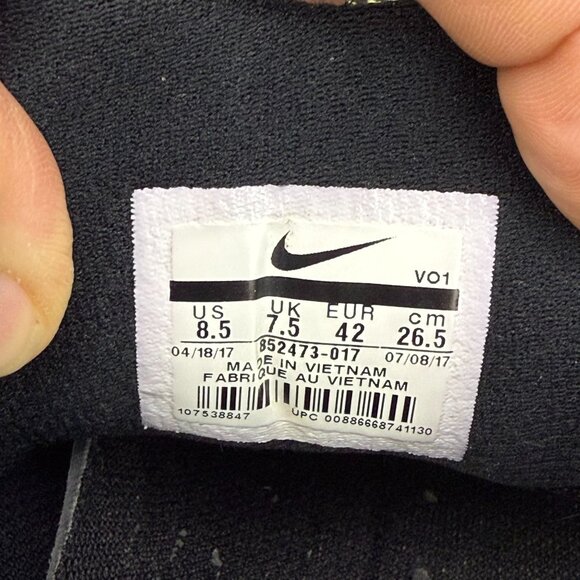 VO1
US UK EUR cm
8.5 7.5 42 26.5
04/18/17 852473-017 07/08/17
MADE IN VIETNAM
FABRIQUE AU VIETNAM
107538847 UPC 00886668741130